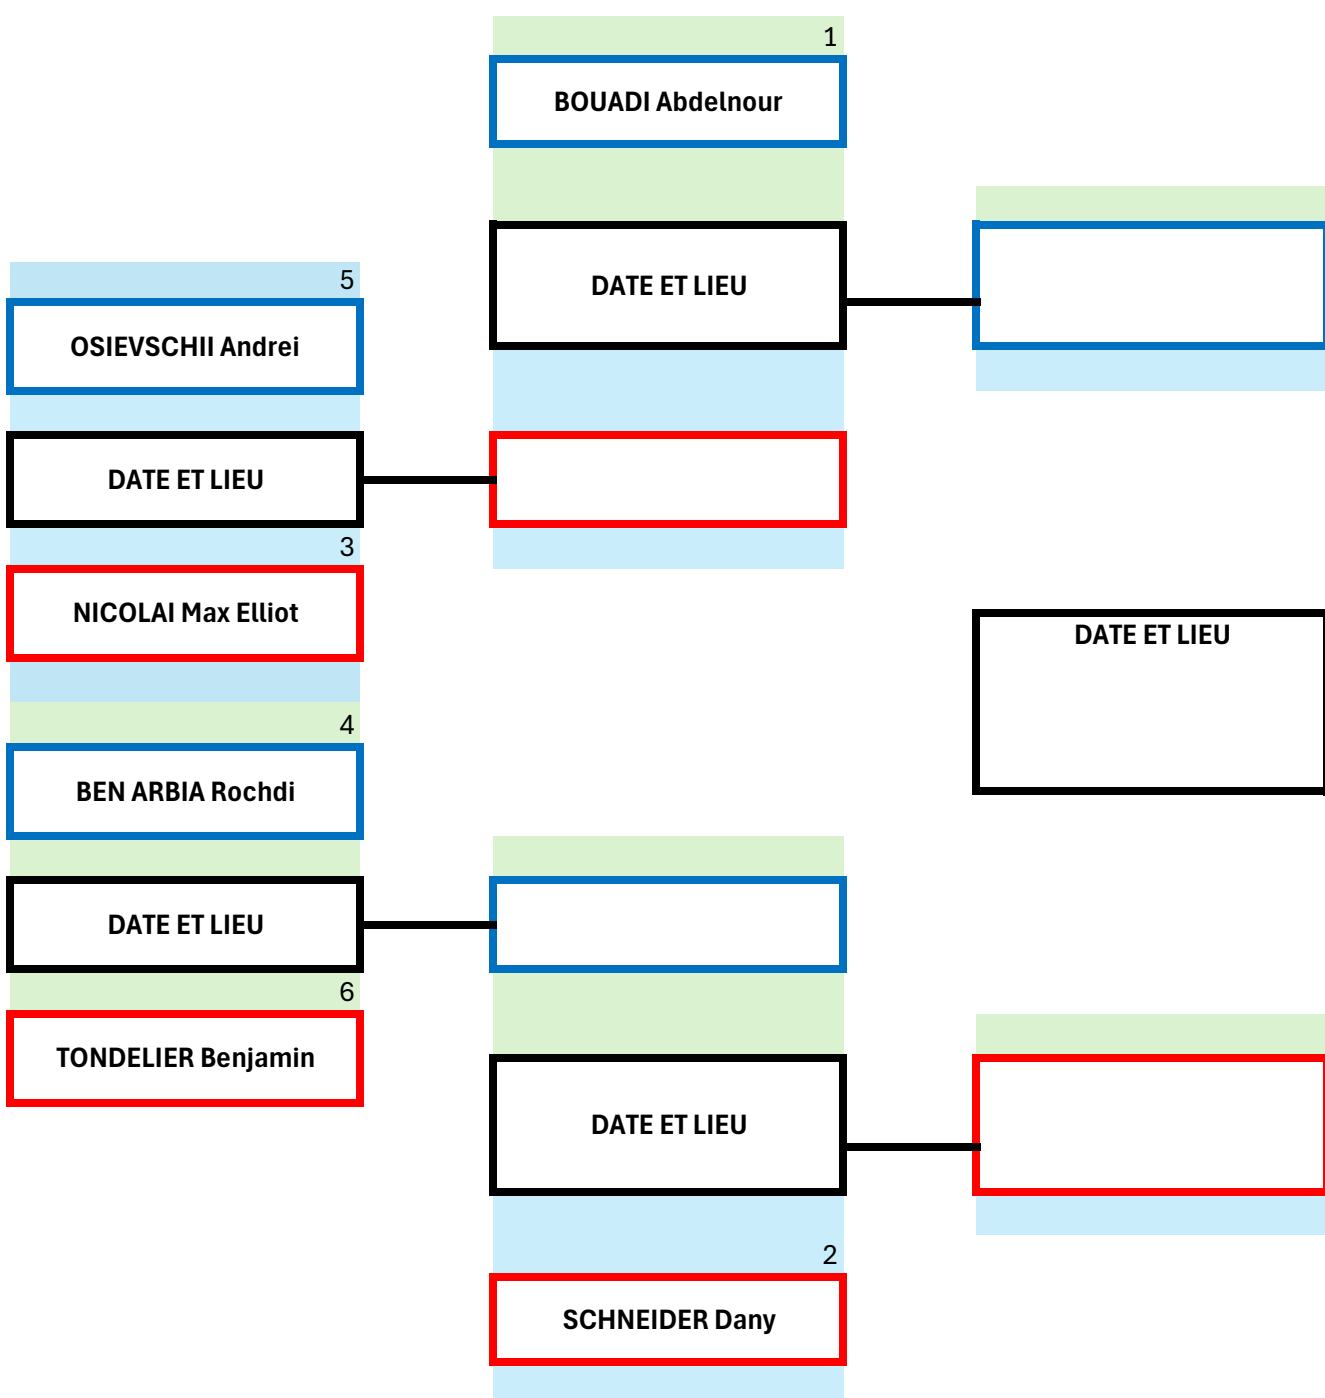 1
BOUADI Abdelnour
DATE ET LIEU
5
OSIEVSCHII Andrei
DATE ET LIEU
3
NICOLAI Max Elliot
DATE ET LIEU
4
BEN ARBIA Rochdi
DATE ET LIEU
6
TONDELIER Benjamin
DATE ET LIEU
2
SCHNEIDER Dany